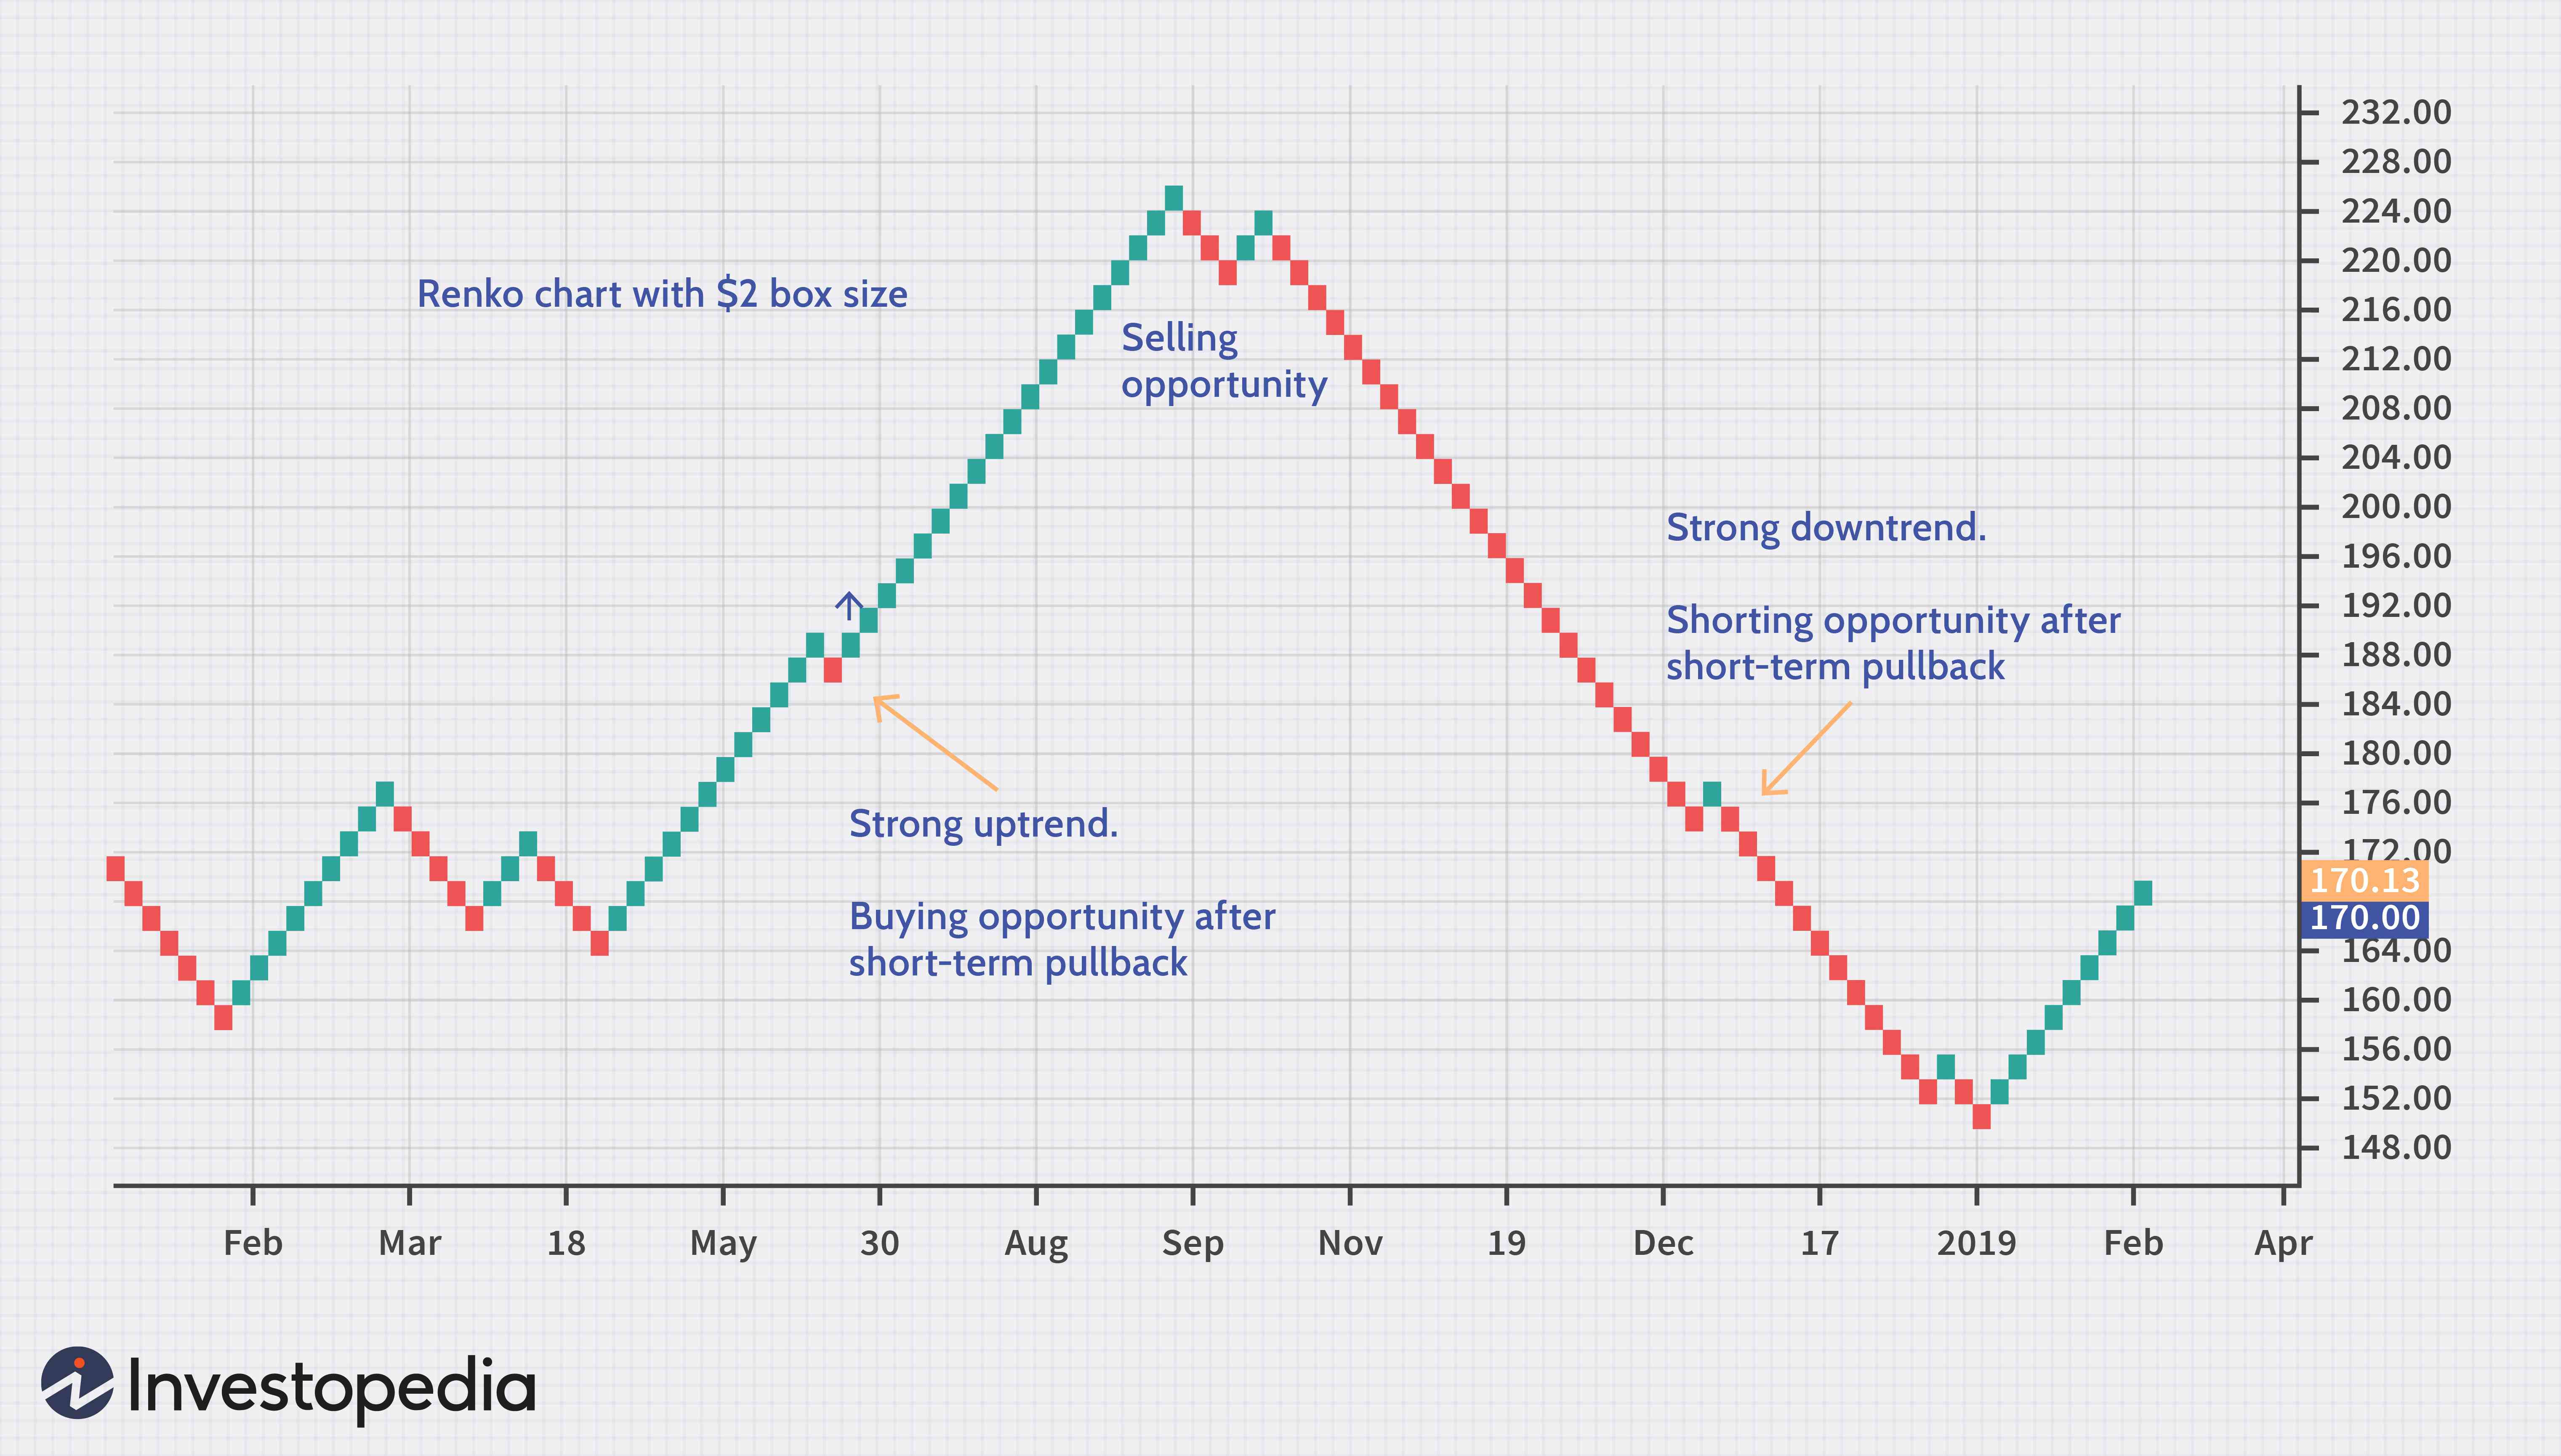 Renko chart with $2 box size
Selling
opportunity
Strong downtrend.
Shorting opportunity after
short-term pullback
Strong uptrend.
Buying opportunity after
short-term pullback
232.00
228.00
224.00
220.00
216.00
212.00
208.00
204.00
200.00
196.00
192.00
188.00
184.00
180.00
176.00
172.00
170.13
170.00
164.00
160.00
156.00
152.00
148.00
Feb Mar 18 May 30 Aug Sep Nov 19 Dec 17 2019 Feb Apr
Investopedia